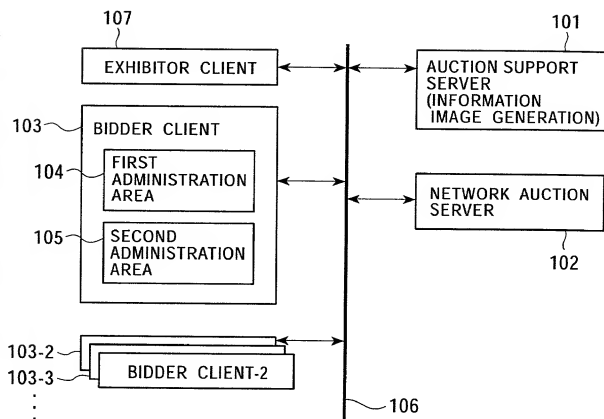 107
EXHIBITOR CLIENT
101
AUCTION SUPPORT
SERVER
(INFORMATION
IMAGE GENERATION)
103
BIDDER CLIENT
104
FIRST
ADMINISTRATION
AREA
105
SECOND
ADMINISTRATION
AREA
NETWORK AUCTION
SERVER
102
103-2
103-3
BIDDER CLIENT-2
106